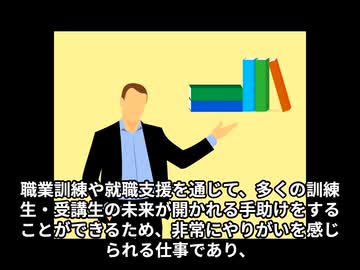 職業訓練や就職支援を通じて、多くの訓練
生・受講生の未来が開かれる手助けをする
ことができるため、非常にやりがいを感じ
られる仕事であり、